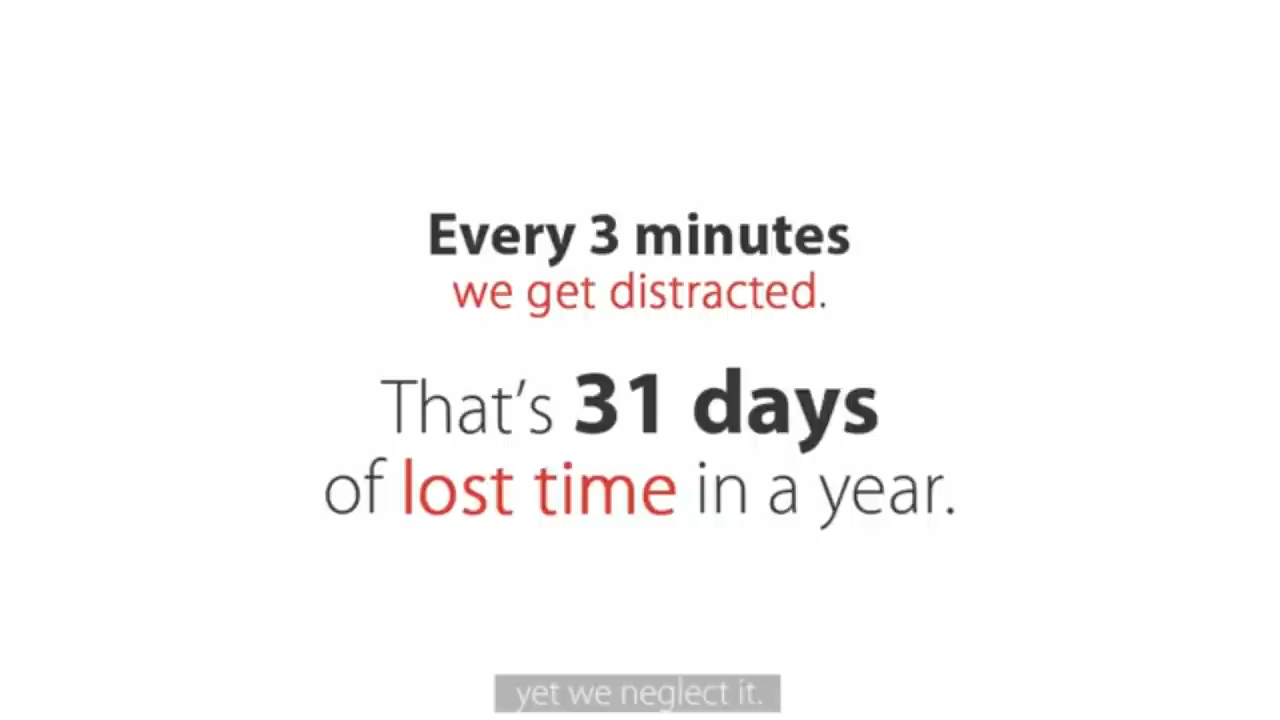 Every 3 minutes
we get distracted.
That's 31 days
of lost time in a year.
yet we neglect it.